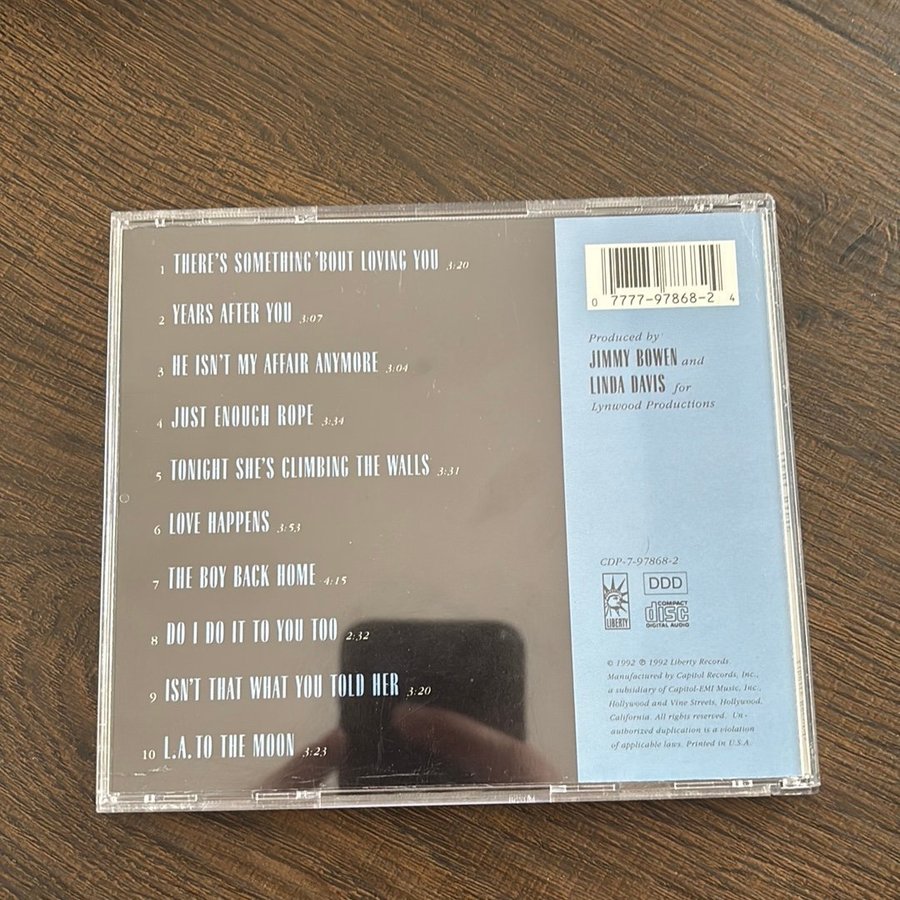 1 THERE'S SOMETHING 'BOUT LOVING YOU 3:20
2 YEARS AFTER YOU 3:07
3 HE ISN'T MY AFFAIR ANYMORE 3:04
4 JUST ENOUGH ROPE 3:34
5 TONIGHT SHE'S CLIMBING THE WALLS 3:31
6 LOVE HAPPENS 3:53
7 THE BOY BACK HOME 4:15
8 DO I DO IT TO YOU TOO 2:32
9 ISN'T THAT WHAT YOU TOLD HER 3:20
10 L.A. TO THE MOON 3:23
0 7777-97868-2 4
Produced by
JIMMY BOWEN and
LINDA DAVIS for
Lynwood Productions
CDP-7-97868-2
LIBERTY
DDD
COMPACT
disc
DIGITAL AUDIO
© 1992 ℗ 1992 Liberty Records.
Manufactured by Capitol Records, Inc.,
a subsidiary of Capitol-EMI Music, Inc.,
Hollywood and Vine Streets, Hollywood,
California. All rights reserved. Un-
authorized duplication is a violation
of applicable laws. Printed in U.S.A.